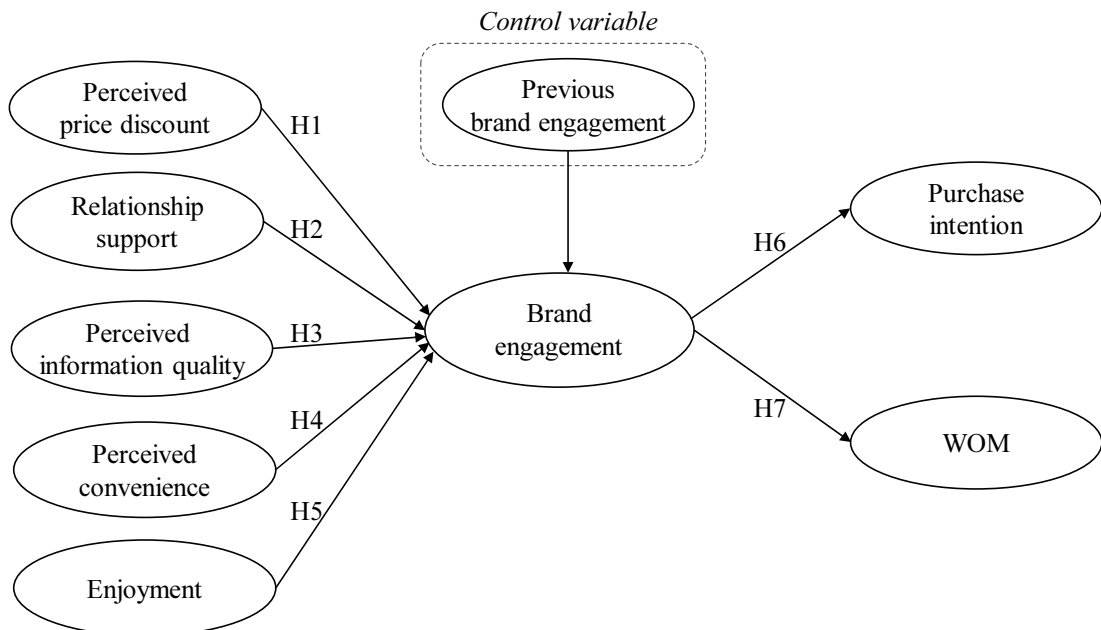 Control variable
Perceived
price discount
H1
Previous
brand engagement
Relationship
support
H2
Purchase
intention
H6
Perceived
information quality
H3
Brand
engagement
Perceived
convenience
H4
H7
WOM
H5
Enjoyment